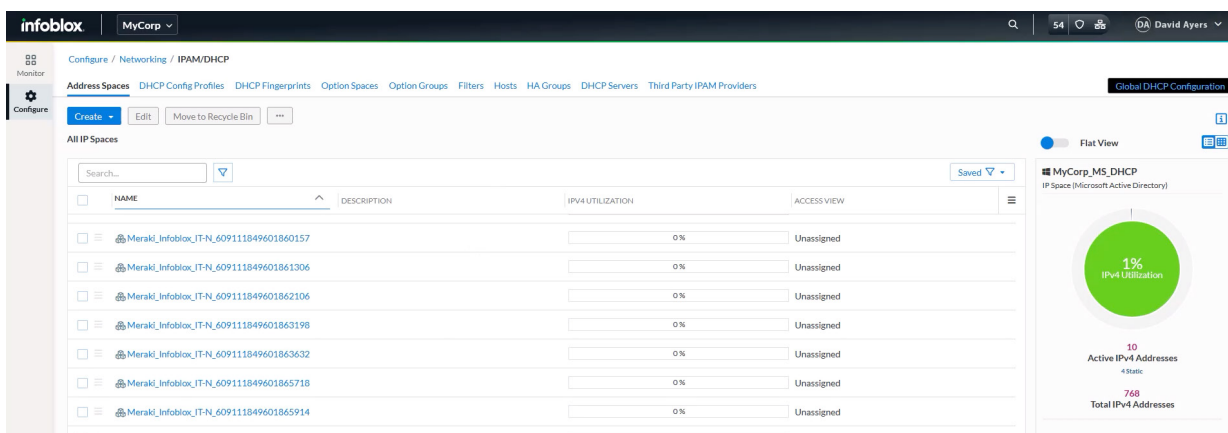 infoblox.
MyCorp
54
DA David Ayers
Monitor
Configure
Configure / Networking / IPAM/DHCP
Address Spaces DHCP Config Profiles DHCP Fingerprints Option Spaces Option Groups Filters Hosts HA Groups DHCP Servers Third Party IPAM Providers
Global DHCP Configuration
Create Edit Move to Recycle Bin ...
All IP Spaces
Flat View
Search...
Saved
NAME DESCRIPTION IPV4 UTILIZATION ACCESS VIEW
Meraki_Infoblox_IT-N_609111849601860157 0 % Unassigned
Meraki_Infoblox_IT-N_609111849601861306 0 % Unassigned
Meraki_Infoblox_IT-N_609111849601862106 0 % Unassigned
Meraki_Infoblox_IT-N_609111849601863198 0 % Unassigned
Meraki_Infoblox_IT-N_609111849601863632 0 % Unassigned
Meraki_Infoblox_IT-N_609111849601865718 0 % Unassigned
Meraki_Infoblox_IT-N_609111849601865914 0 % Unassigned
MyCorp_MS_DHCP
IP Space (Microsoft Active Directory)
1%
IPv4 Utilization
10
Active IPv4 Addresses
4 Static
768
Total IPv4 Addresses